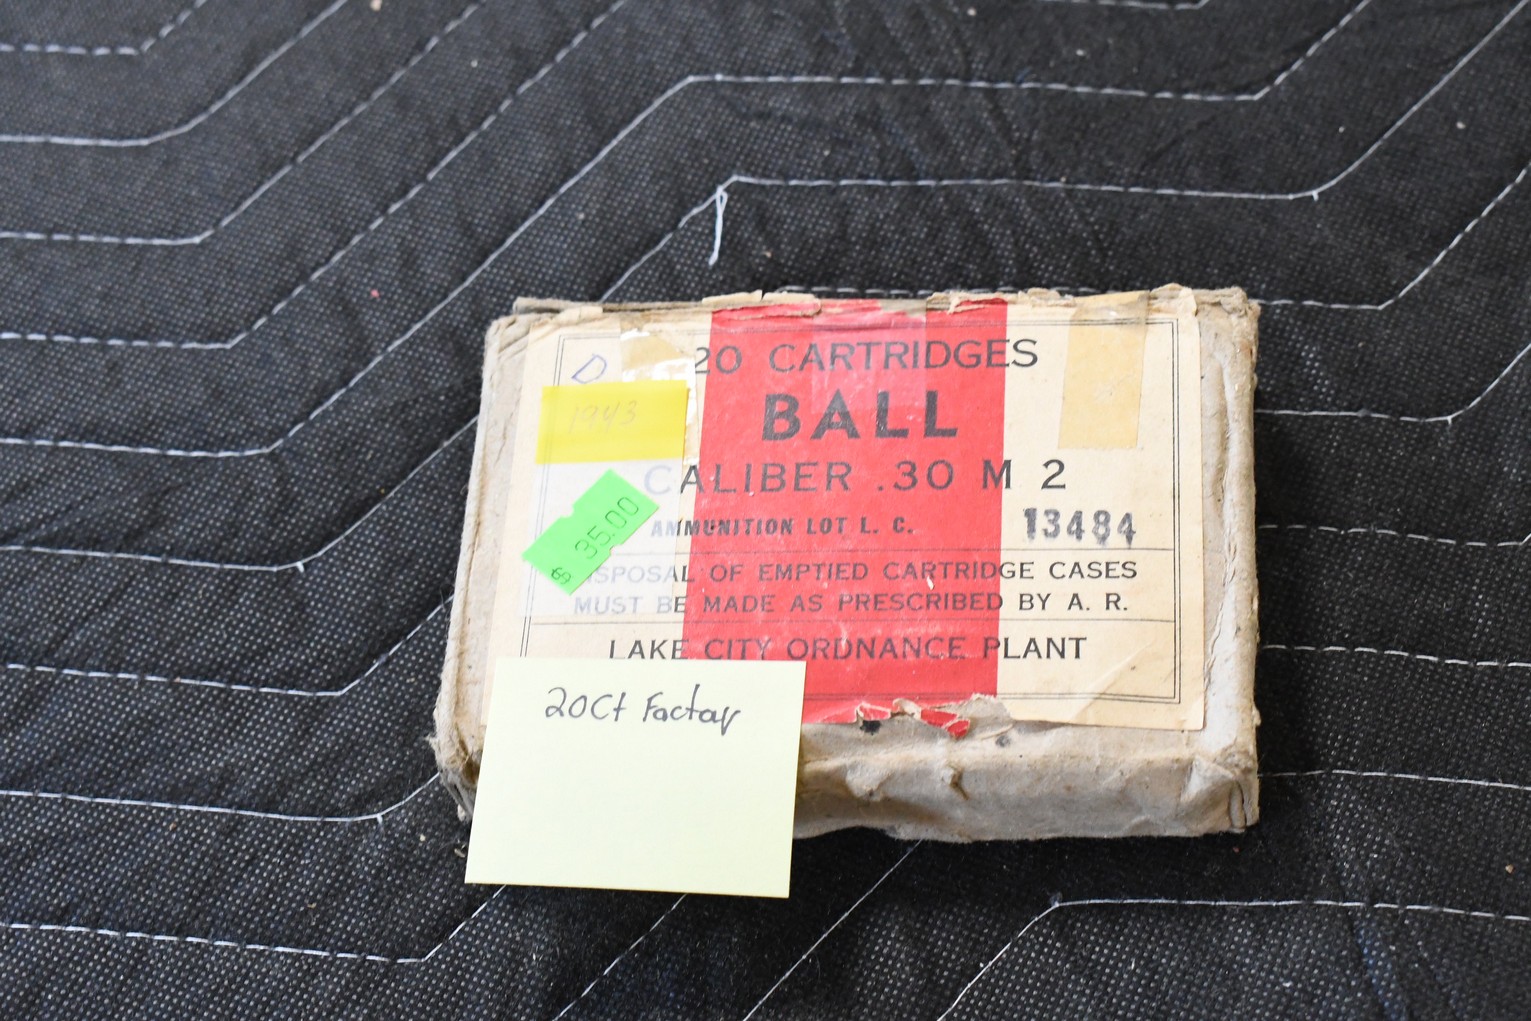 D
20 CARTRIDGES
1943
BALL
CALIBER .30 M 2
$ 35.00
AMMUNITION LOT L. C. 13484
DISPOSAL OF EMPTIED CARTRIDGE CASES
MUST BE MADE AS PRESCRIBED BY A. R.
LAKE CITY ORDNANCE PLANT
20Ct Factory